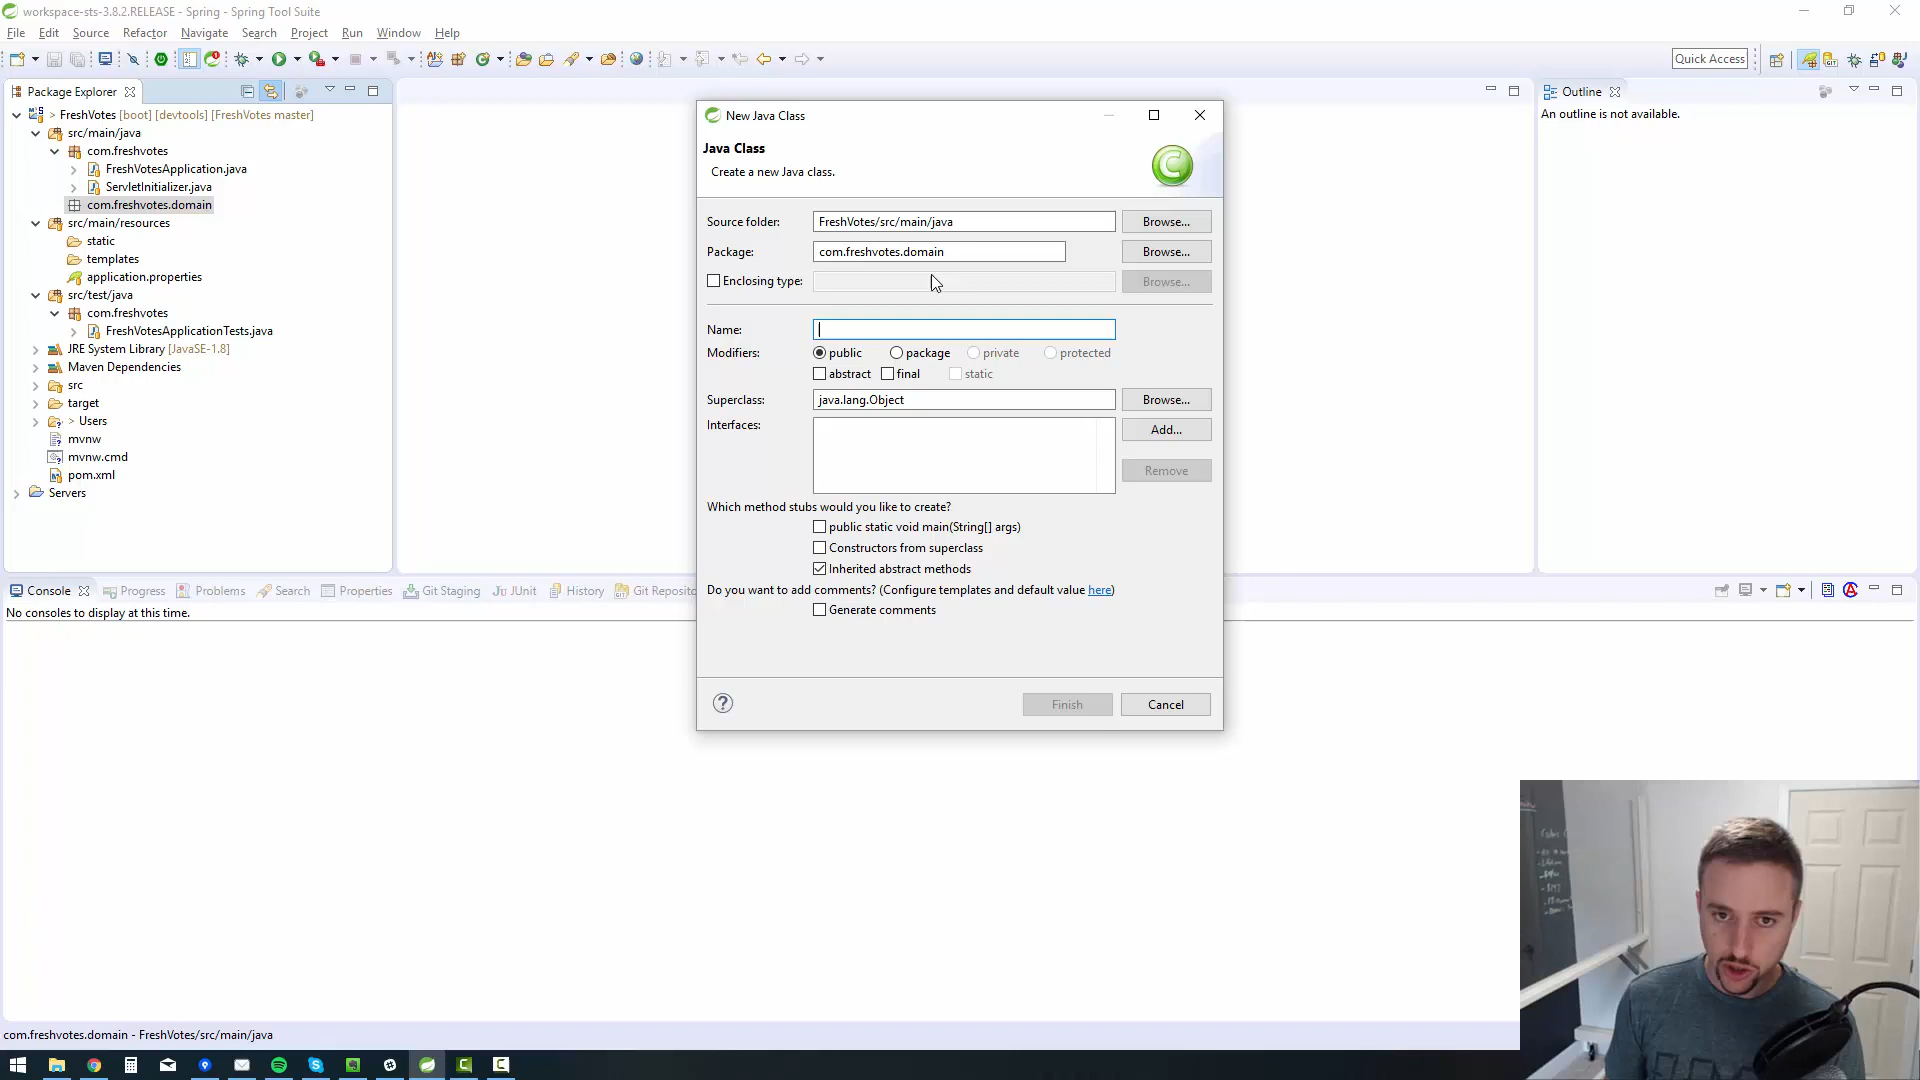 workspace-sts-3.8.2.RELEASE - Spring - Spring Tool Suite
File Edit Source Refactor Navigate Search Project Run Window Help
Quick Access
Package Explorer
> FreshVotes [boot] [devtools] [FreshVotes master]
src/main/java
com.freshvotes
FreshVotesApplication.java
ServletInitializer.java
com.freshvotes.domain
src/main/resources
static
templates
application.properties
src/test/java
com.freshvotes
FreshVotesApplicationTests.java
JRE System Library [JavaSE-1.8]
Maven Dependencies
src
target
> Users
mvnw
mvnw.cmd
pom.xml
Servers
New Java Class
Java Class
Create a new Java class.
Source folder: FreshVotes/src/main/java Browse...
Package: com.freshvotes.domain Browse...
Enclosing type: Browse...
Name:
Modifiers: public package private protected
abstract final static
Superclass: java.lang.Object Browse...
Interfaces: Add...
Remove
Which method stubs would you like to create?
public static void main(String[] args)
Constructors from superclass
Inherited abstract methods
Do you want to add comments? (Configure templates and default value here)
Generate comments
? Finish Cancel
Outline
An outline is not available.
Console Progress Problems Search Properties Git Staging JUnit History Git Reposito
No consoles to display at this time.
com.freshvotes.domain - FreshVotes/src/main/java